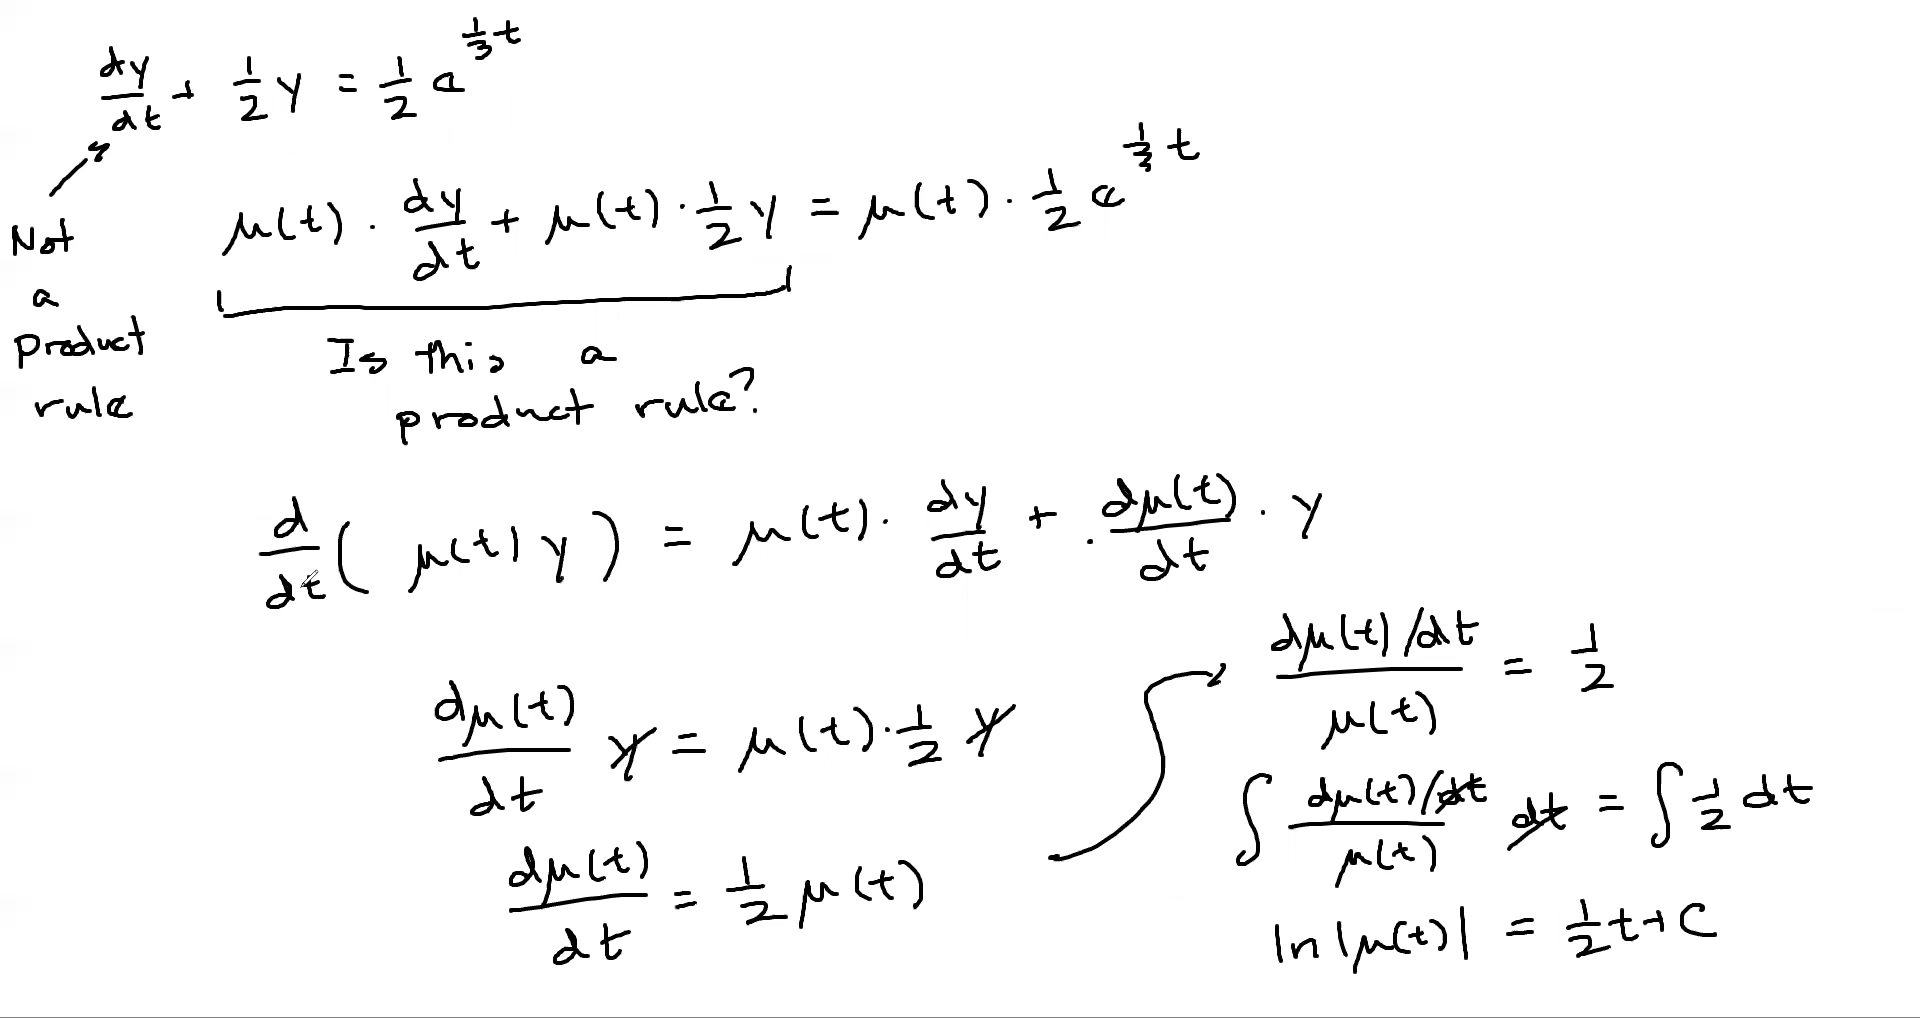 dy/dt + 1/2 y = 1/2 e^{1/3 t}
Not
a
product
rule
μ(t) · dy/dt + μ(t) · 1/2 y = μ(t) · 1/2 e^{1/3 t}
Is this a
product rule?
d/dt ( μ(t) y ) = μ(t) · dy/dt + dμ(t)/dt · y
dμ(t)/dt y = μ(t) · 1/2 y
dμ(t)/dt = 1/2 μ(t)
(dμ(t)/dt)/μ(t) = 1/2
∫ (dμ(t)/dt)/μ(t) dt = ∫ 1/2 dt
ln |μ(t)| = 1/2 t + C